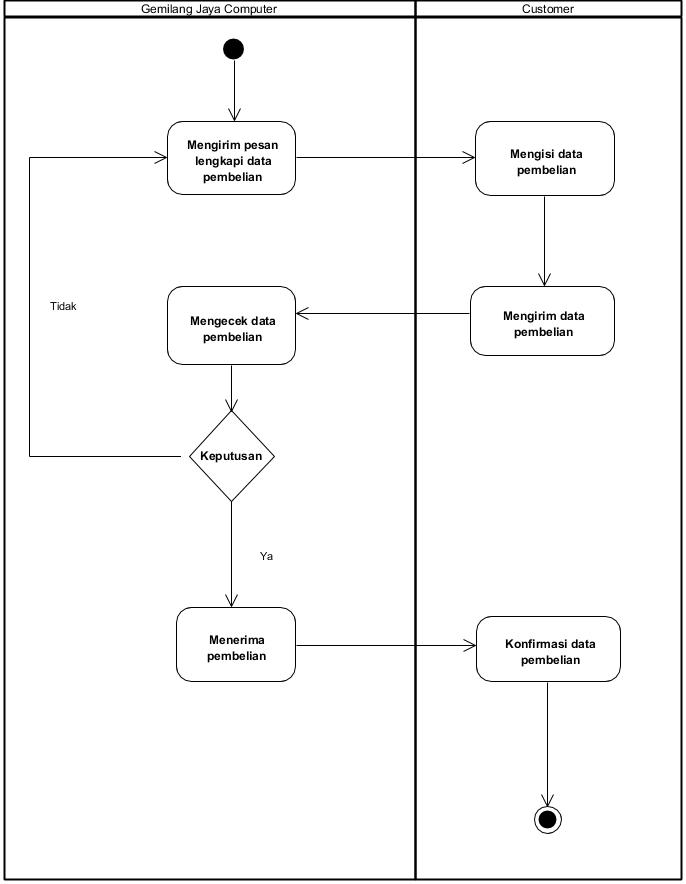 Gemilang Jaya Computer
Customer
Mengirim pesan
lengkapi data
pembelian
Mengisi data
pembelian
Tidak
Mengecek data
pembelian
Mengirim data
pembelian
Keputusan
Ya
Menerima
pembelian
Konfirmasi data
pembelian